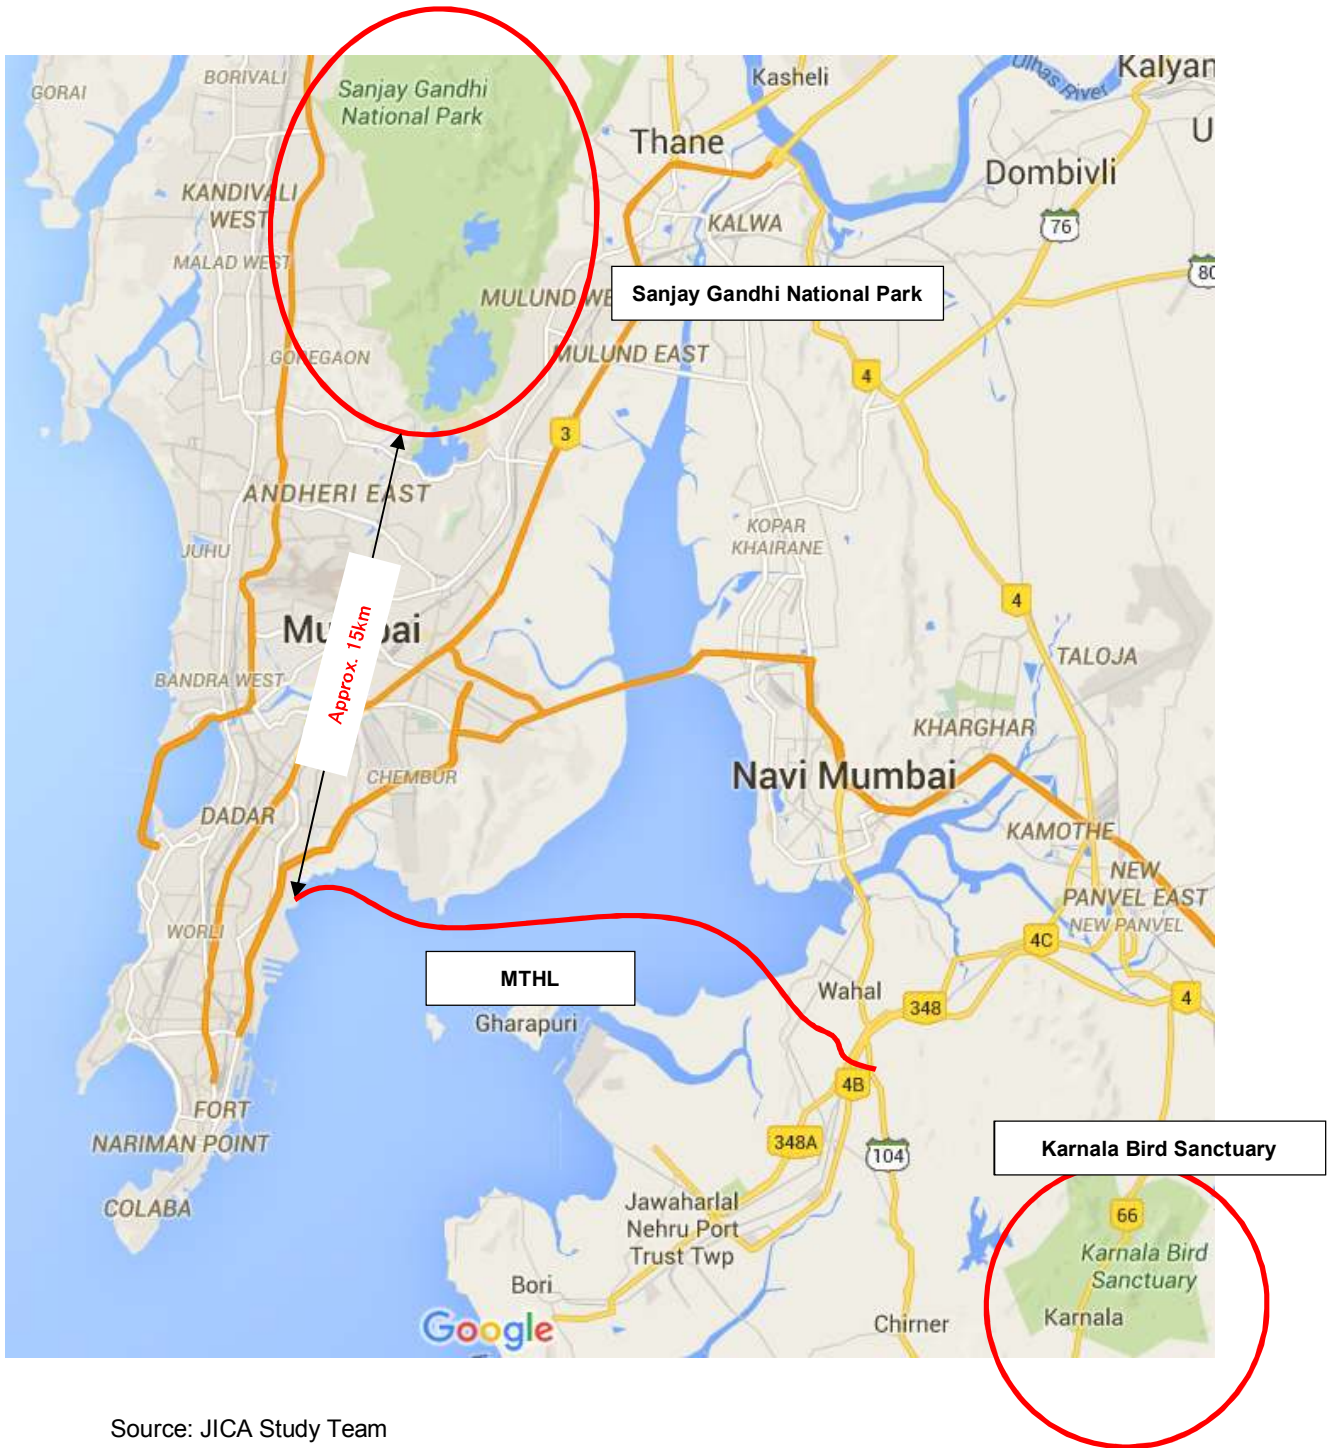 GORAI
BORIVALI
Sanjay Gandhi
National Park
Kasheli
Ulhas River
Kalyan
U
Thane
Dombivli
KANDIVALI
WEST
KALWA
76
MALAD WEST
80
Sanjay Gandhi National Park
MULUND WE
GOREGAON
MULUND EAST
4
3
ANDHERI EAST
KOPAR
KHAIRANE
JUHU
4
Mumbai
Approx. 15km
TALOJA
BANDRA WEST
KHARGHAR
CHEMBUR
Navi Mumbai
DADAR
KAMOTHE
NEW
PANVEL EAST
NEW PANVEL
WORLI
4C
MTHL
Wahal
348
4
Gharapuri
4B
FORT
NARIMAN POINT
348A
104
Karnala Bird Sanctuary
COLABA
Jawaharlal
Nehru Port
Trust Twp
66
Karnala Bird
Sanctuary
Bori
Karnala
Google
Chirner
Source: JICA Study Team